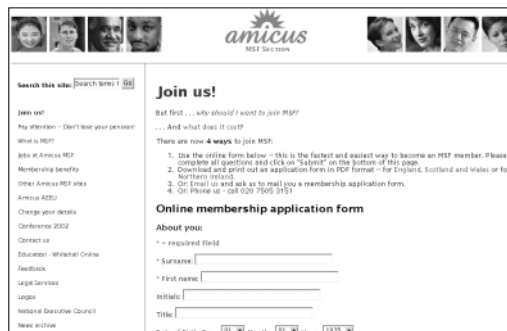 amicus
MSF SECTION
Search this site:
Search terms
Go
Join us!
Pay attention -- Don't lose your pension!
What is MSF?
Jobs at Amicus MSF
Membership benefits
Other Amicus MSF sites
Amicus AEEU
Change your details
Conference 2002
Contact us
Education - Whitehall Online
Feedback
Legal Services
Logos
National Executive Council
News archive
Join us!
But first . . . why should I want to join MSF?
. . . And what does it cost?
There are now 4 ways to join MSF:
1. Use the online form below -- this is the fastest and easiest way to become an MSF member. Please
complete all questions and click on "Submit" on the bottom of this page.
2. Download and print out an application form in PDF format -- for England, Scotland and Wales or fo
Northern Ireland.
3. Or: Email us and ask us to mail you a membership application form.
4. Or: Phone us - call 020 7505 3151
Online membership application form
About you:
* = required field
* Surname:
* First name:
Initials:
Title:
01
01
1935